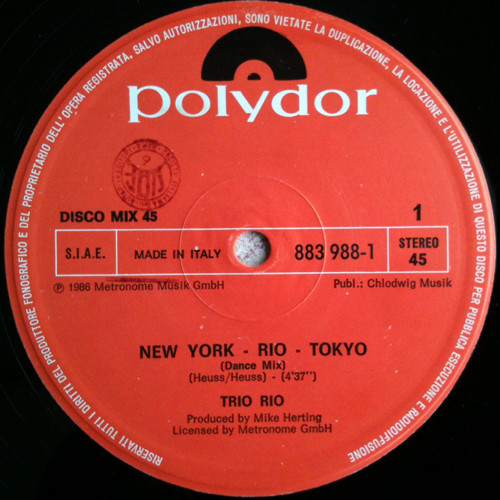 RISERVATI TUTTI I DIRITTI DEL PRODUTTORE FONOGRAFICO E DEL PROPRIETARIO DELL'OPERA REGISTRATA. SALVO AUTORIZZAZIONI, SONO VIETATE LA DUPLICAZIONE, LA LOCAZIONE E L'UTILIZZAZIONE DI QUESTO DISCO PER PUBBLICA ESECUZIONE E RADIODIFFUSIONE
polydor
DISCO MIX 45
1
S.I.A.E.
MADE IN ITALY
883 988-1
STEREO
45
℗ 1986 Metronome Musik GmbH
Publ.: Chlodwig Musik
NEW YORK - RIO - TOKYO
(Dance Mix)
(Heuss/Heuss) - (4'37'')
TRIO RIO
Produced by Mike Herting
Licensed by Metronome GmbH